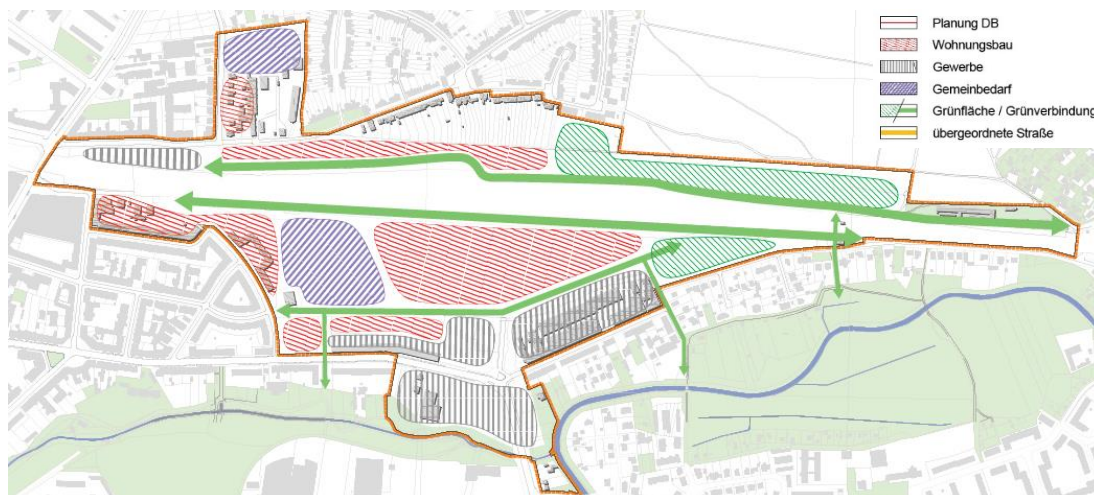 Planung DB
Wohnungsbau
Gewerbe
Gemeinbedarf
Grünfläche / Grünverbindung
übergeordnete Straße